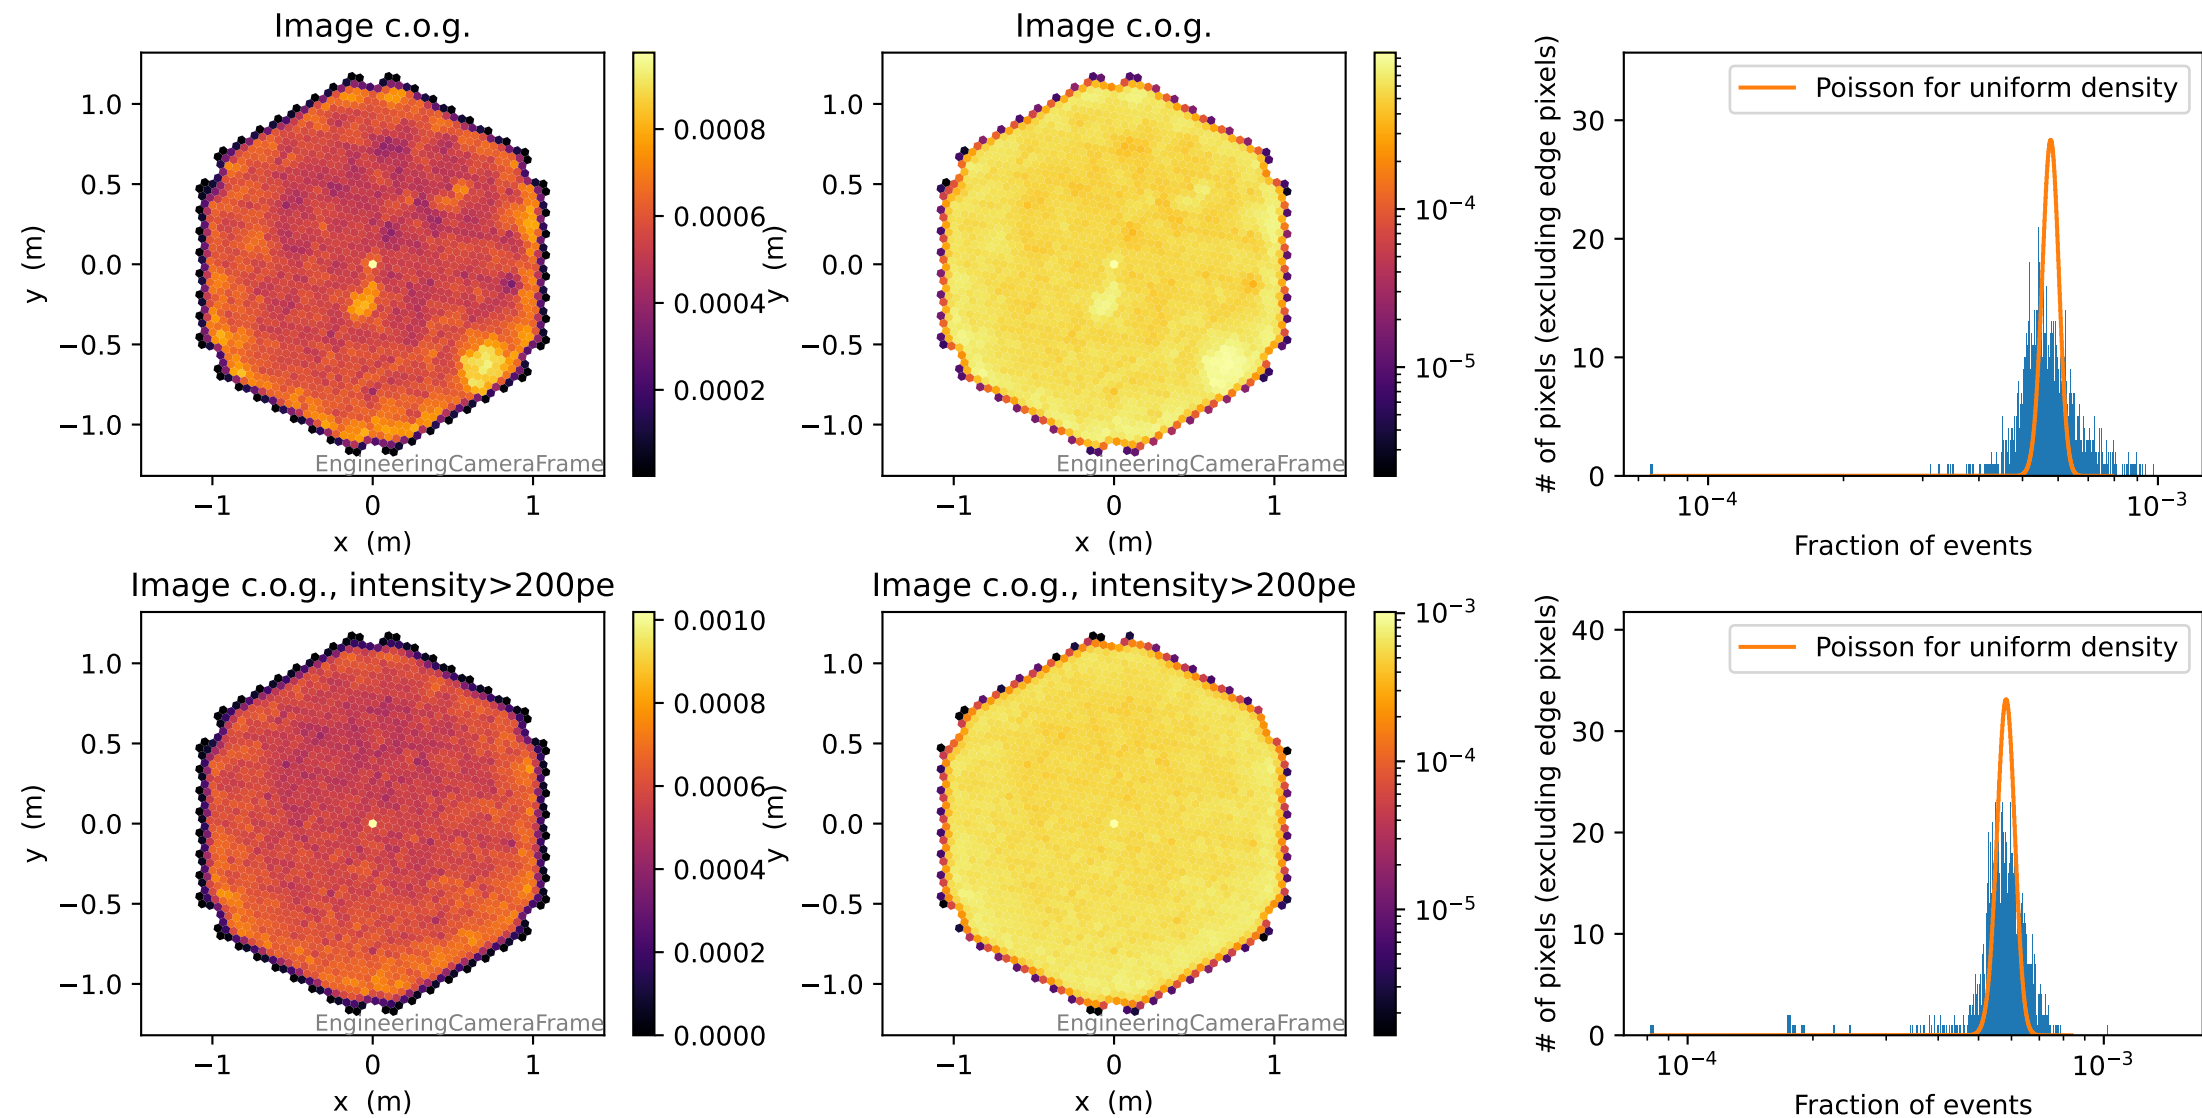 Image c.o.g.
1.0
0.5
0.0
−0.5
−1.0
y (m)
−1
0
1
x (m)
EngineeringCameraFrame
0.0008
0.0006
0.0004
0.0002
Image c.o.g.
1.0
0.5
0.0
−0.5
−1.0
y (m)
−1
0
1
x (m)
EngineeringCameraFrame
10⁻⁴
10⁻⁵
Poisson for uniform density
30
20
10
0
# of pixels (excluding edge pixels)
10⁻⁴
10⁻³
Fraction of events
Image c.o.g., intensity>200pe
1.0
0.5
0.0
−0.5
−1.0
y (m)
−1
0
1
x (m)
EngineeringCameraFrame
0.0010
0.0008
0.0006
0.0004
0.0002
0.0000
Image c.o.g., intensity>200pe
1.0
0.5
0.0
−0.5
−1.0
y (m)
−1
0
1
x (m)
EngineeringCameraFrame
10⁻³
10⁻⁴
10⁻⁵
Poisson for uniform density
40
30
20
10
0
# of pixels (excluding edge pixels)
10⁻⁴
10⁻³
Fraction of events